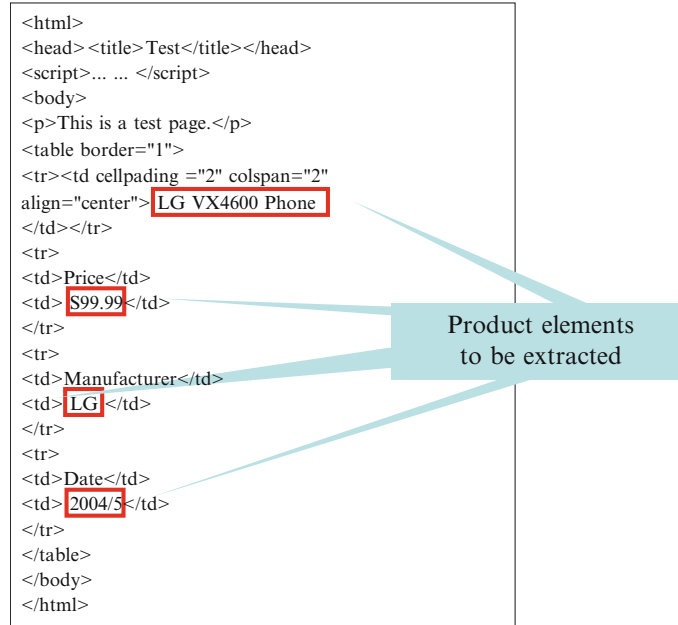 <html>
<head><title>Test</title></head>
<script>... ... </script>
<body>
<p>This is a test page.</p>
<table border="1">
<tr><td cellpading ="2" colspan="2"
align="center"> LG VX4600 Phone
</td></tr>
<tr>
<td>Price</td>
<td> S99.99</td>
</tr>
<tr>
<td>Manufacturer</td>
<td> LG </td>
</tr>
<tr>
<td>Date</td>
<td> 2004/5</td>
</tr>
</table>
</body>
</html>
Product elements
to be extracted